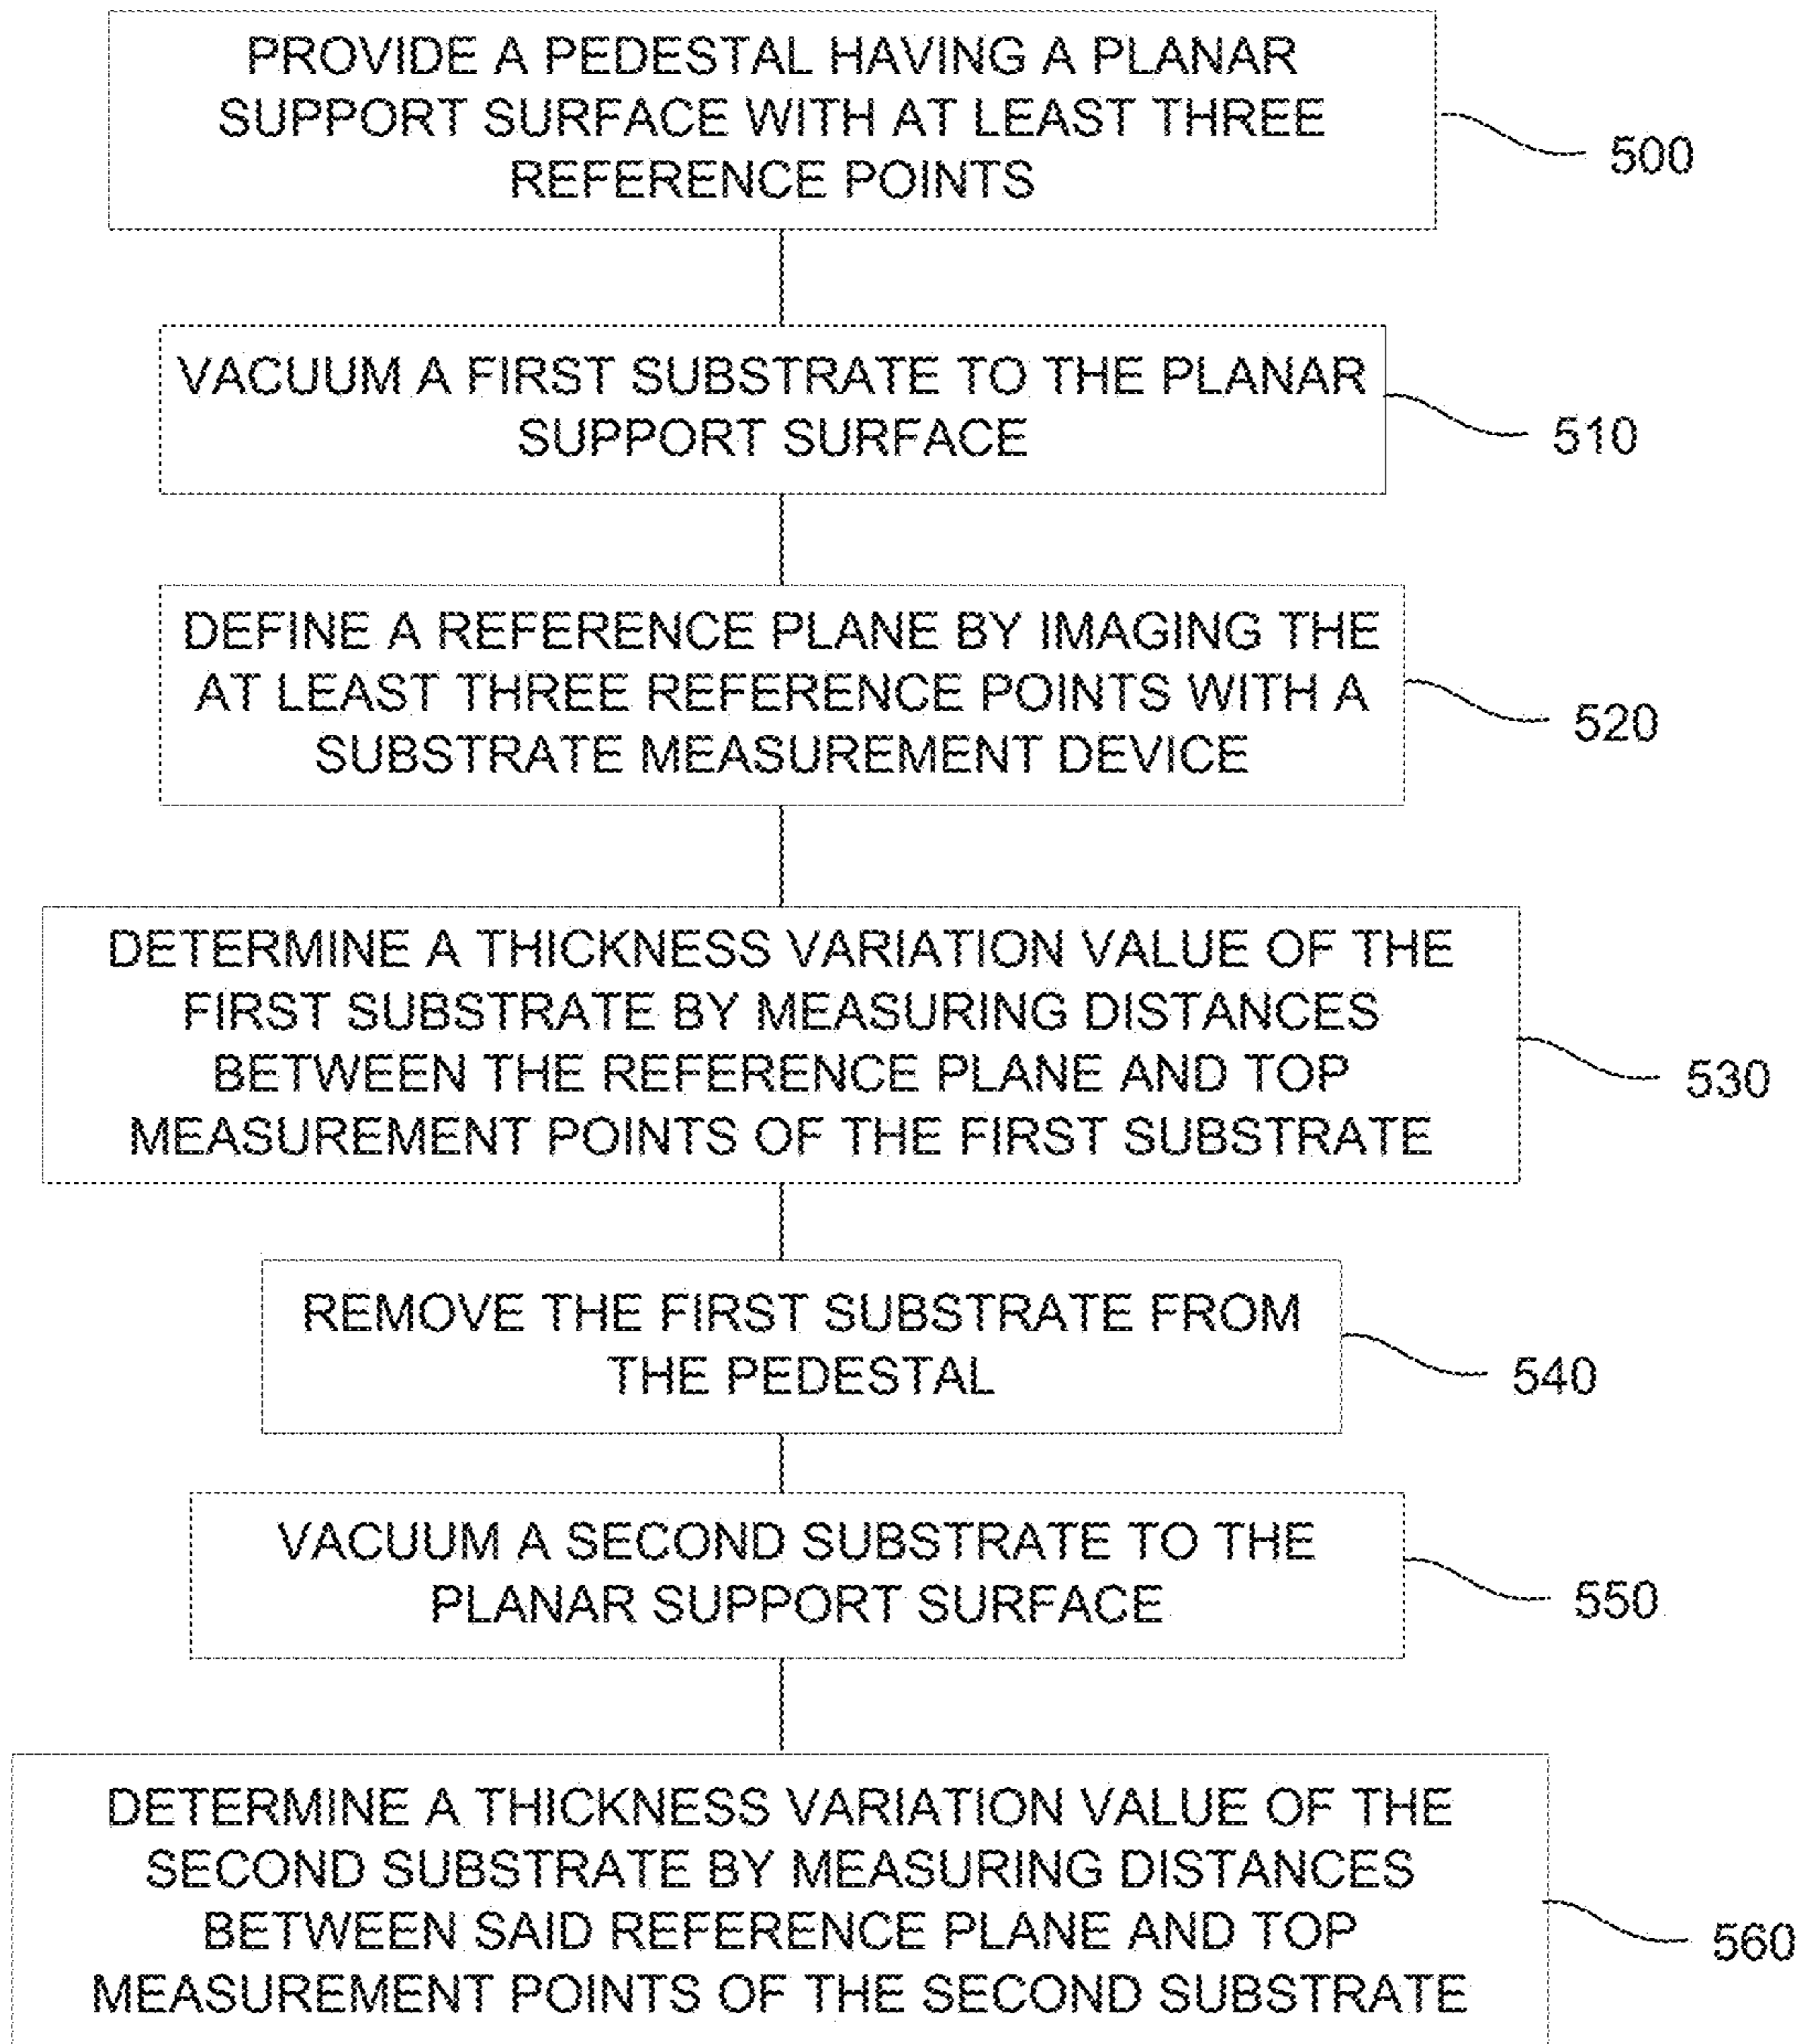 PROVIDE A PEDESTAL HAVING A PLANAR
SUPPORT SURFACE WITH AT LEAST THREE
REFERENCE POINTS
500
VACUUM A FIRST SUBSTRATE TO THE PLANAR
SUPPORT SURFACE
510
DEFINE A REFERENCE PLANE BY IMAGING THE
AT LEAST THREE REFERENCE POINTS WITH A
SUBSTRATE MEASUREMENT DEVICE
520
DETERMINE A THICKNESS VARIATION VALUE OF THE
FIRST SUBSTRATE BY MEASURING DISTANCES
BETWEEN THE REFERENCE PLANE AND TOP
MEASUREMENT POINTS OF THE FIRST SUBSTRATE
530
REMOVE THE FIRST SUBSTRATE FROM
THE PEDESTAL
540
VACUUM A SECOND SUBSTRATE TO THE
PLANAR SUPPORT SURFACE
550
DETERMINE A THICKNESS VARIATION VALUE OF THE
SECOND SUBSTRATE BY MEASURING DISTANCES
BETWEEN SAID REFERENCE PLANE AND TOP
MEASUREMENT POINTS OF THE SECOND SUBSTRATE
560